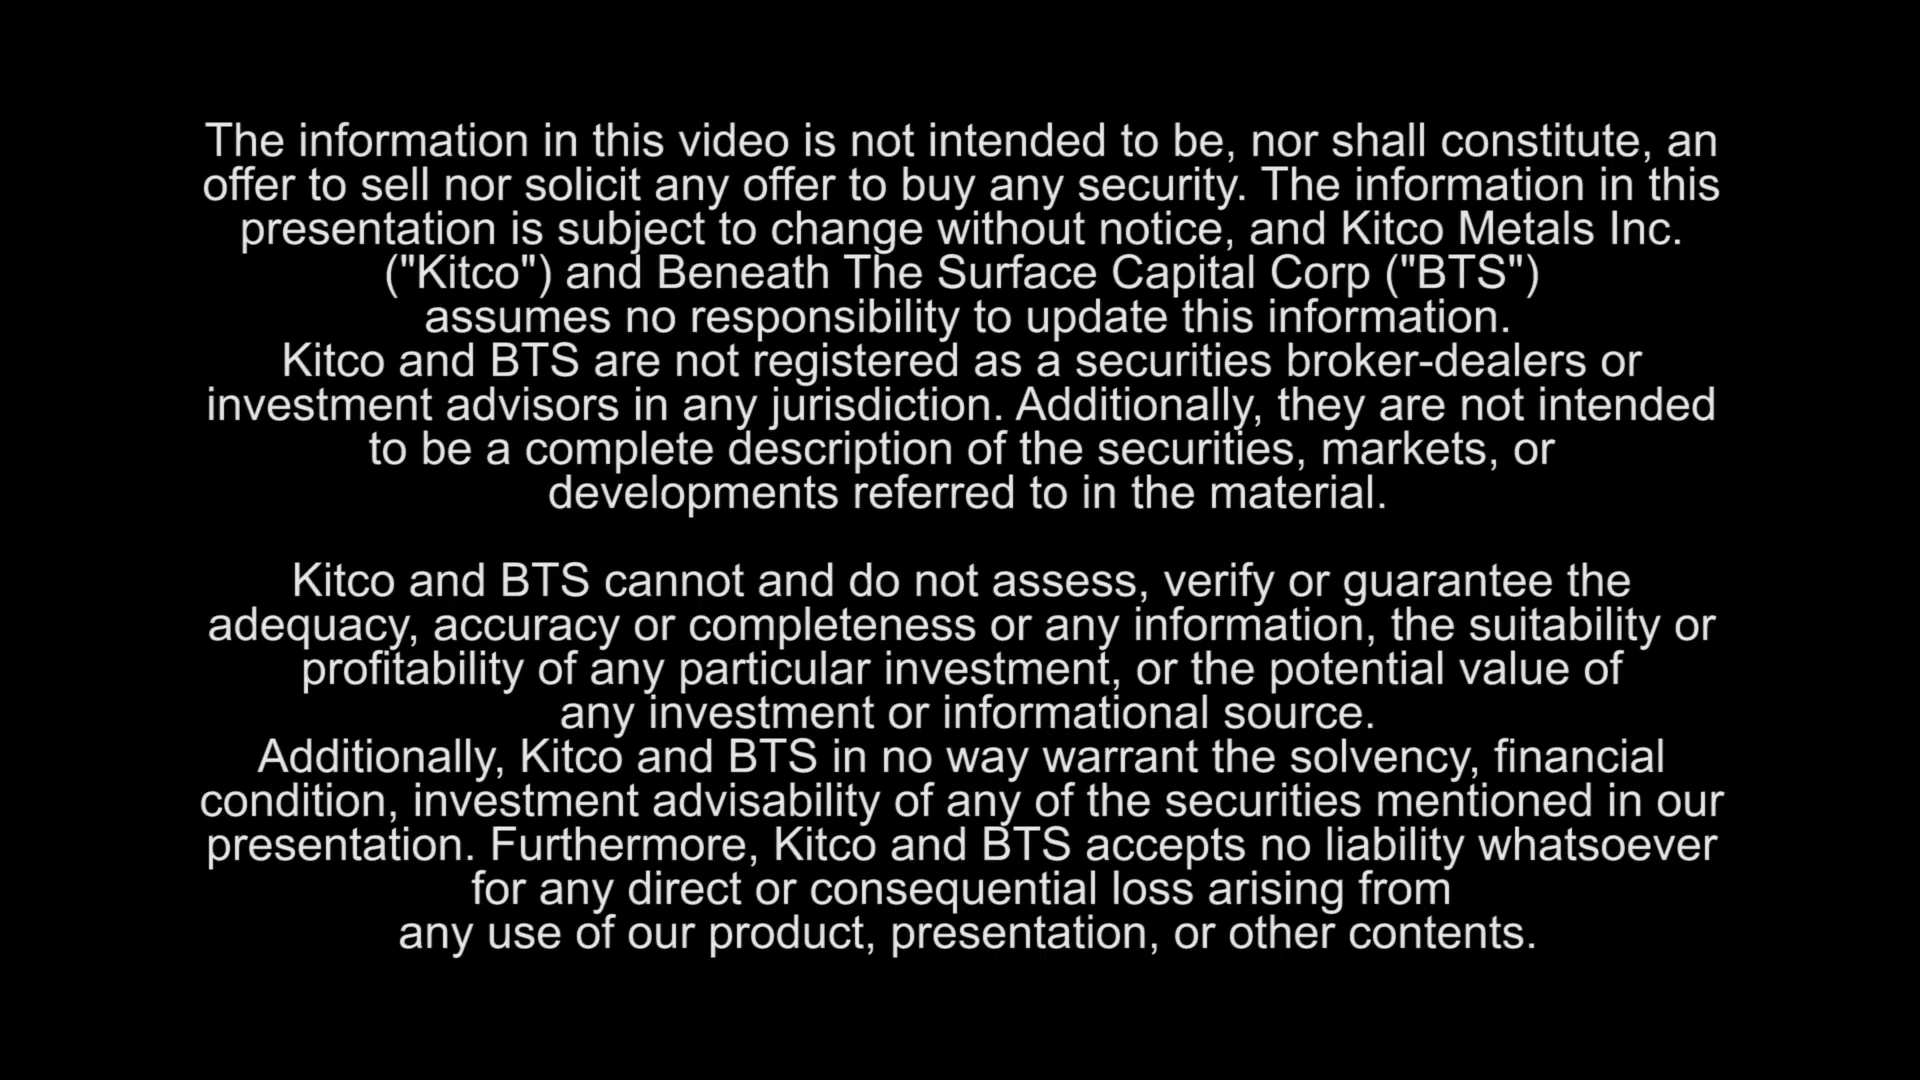 The information in this video is not intended to be, nor shall constitute, an
offer to sell nor solicit any offer to buy any security. The information in this
presentation is subject to change without notice, and Kitco Metals Inc.
("Kitco") and Beneath The Surface Capital Corp ("BTS")
assumes no responsibility to update this information.
Kitco and BTS are not registered as a securities broker-dealers or
investment advisors in any jurisdiction. Additionally, they are not intended
to be a complete description of the securities, markets, or
developments referred to in the material.
Kitco and BTS cannot and do not assess, verify or guarantee the
adequacy, accuracy or completeness or any information, the suitability or
profitability of any particular investment, or the potential value of
any investment or informational source.
Additionally, Kitco and BTS in no way warrant the solvency, financial
condition, investment advisability of any of the securities mentioned in our
presentation. Furthermore, Kitco and BTS accepts no liability whatsoever
for any direct or consequential loss arising from
any use of our product, presentation, or other contents.